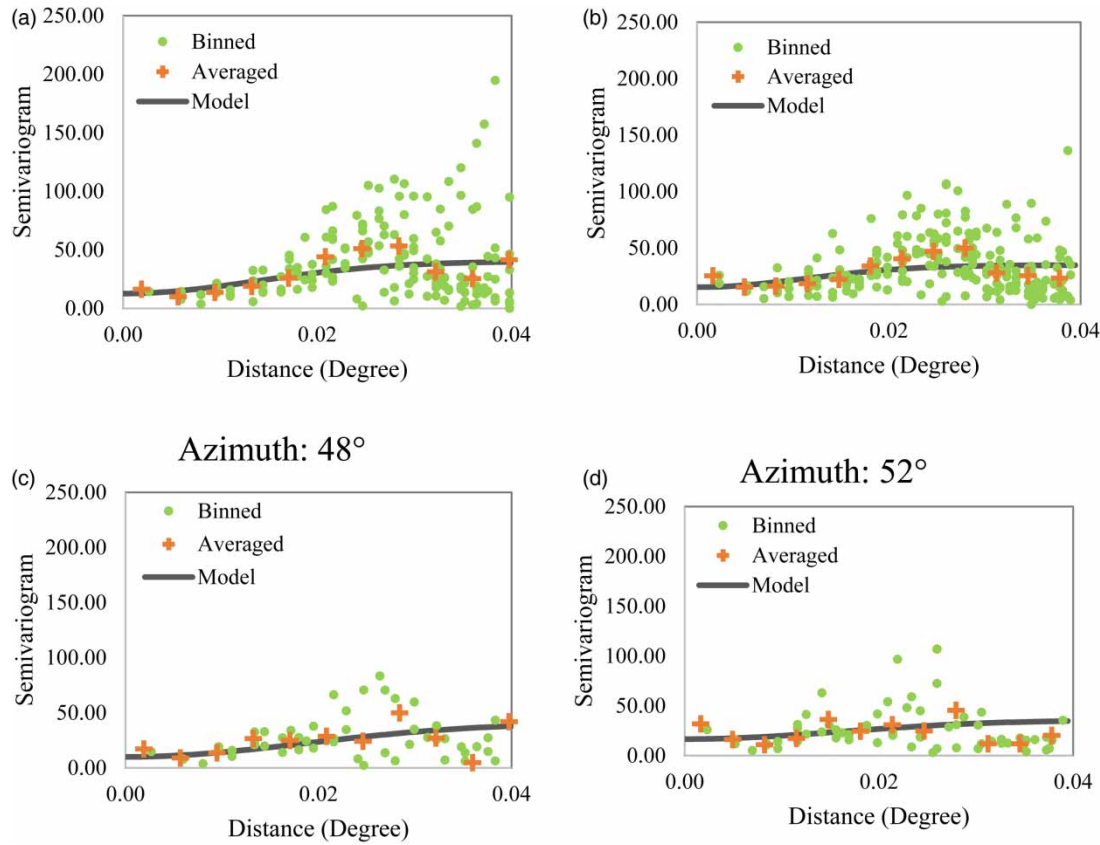 (a)
250.00
200.00
150.00
100.00
50.00
0.00
Semivariogram
Binned
Averaged
Model
0.00 0.02 0.04
Distance (Degree)
(b)
250.00
200.00
150.00
100.00
50.00
0.00
Semivariogram
Binned
Averaged
Model
0.00 0.02 0.04
Distance (Degree)
Azimuth: 48°
(c)
250.00
200.00
150.00
100.00
50.00
0.00
Semivariogram
Binned
Averaged
Model
0.00 0.02 0.04
Distance (Degree)
Azimuth: 52°
(d)
250.00
200.00
150.00
100.00
50.00
0.00
Semivariogram
Binned
Averaged
Model
0.00 0.02 0.04
Distance (Degree)